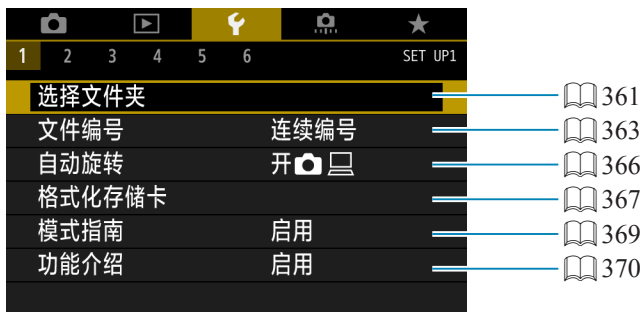 1 2 3 4 5 6 SET UP1
选择文件夹 361
文件编号 连续编号 363
自动旋转 开 366
格式化存储卡 367
模式指南 启用 369
功能介绍 启用 370